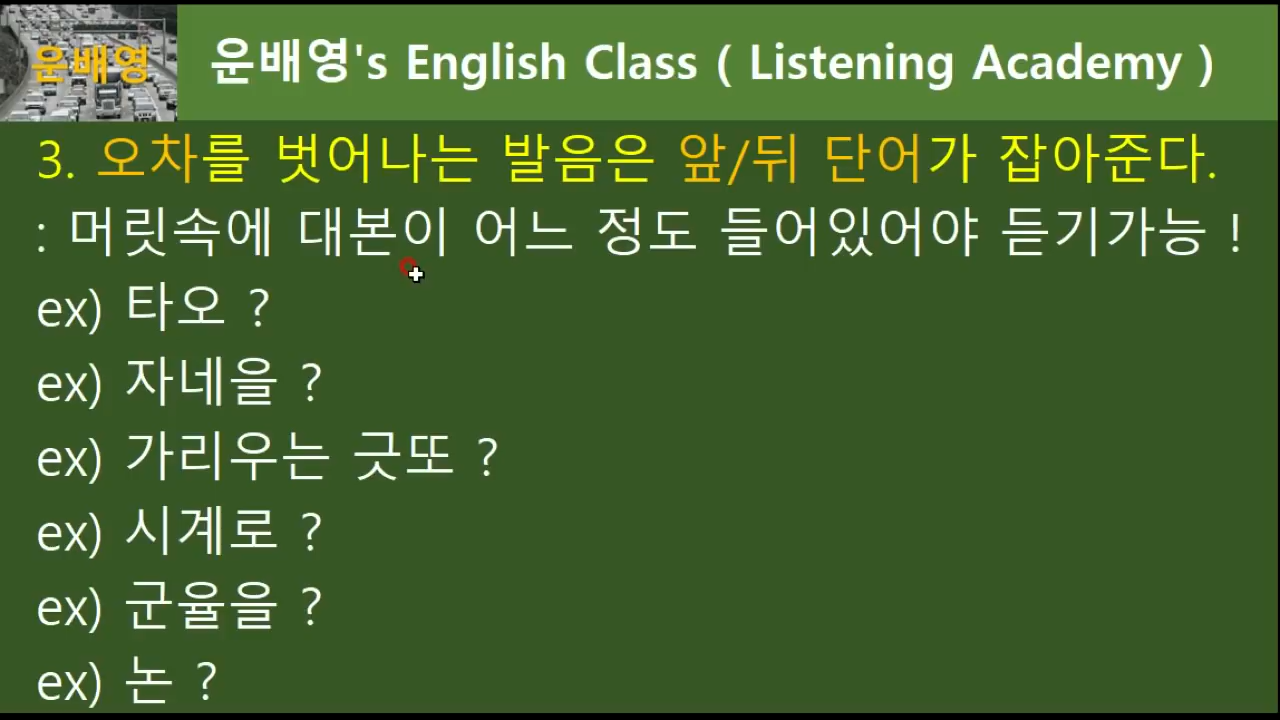 운배영
운배영's English Class ( Listening Academy )
3. 오차를 벗어나는 발음은 앞/뒤 단어가 잡아준다.
: 머릿속에 대본이 어느 정도 들어있어야 듣기가능 !
ex) 타오 ?
ex) 자네을 ?
ex) 가리우는 긋또 ?
ex) 시계로 ?
ex) 군율을 ?
ex) 논 ?